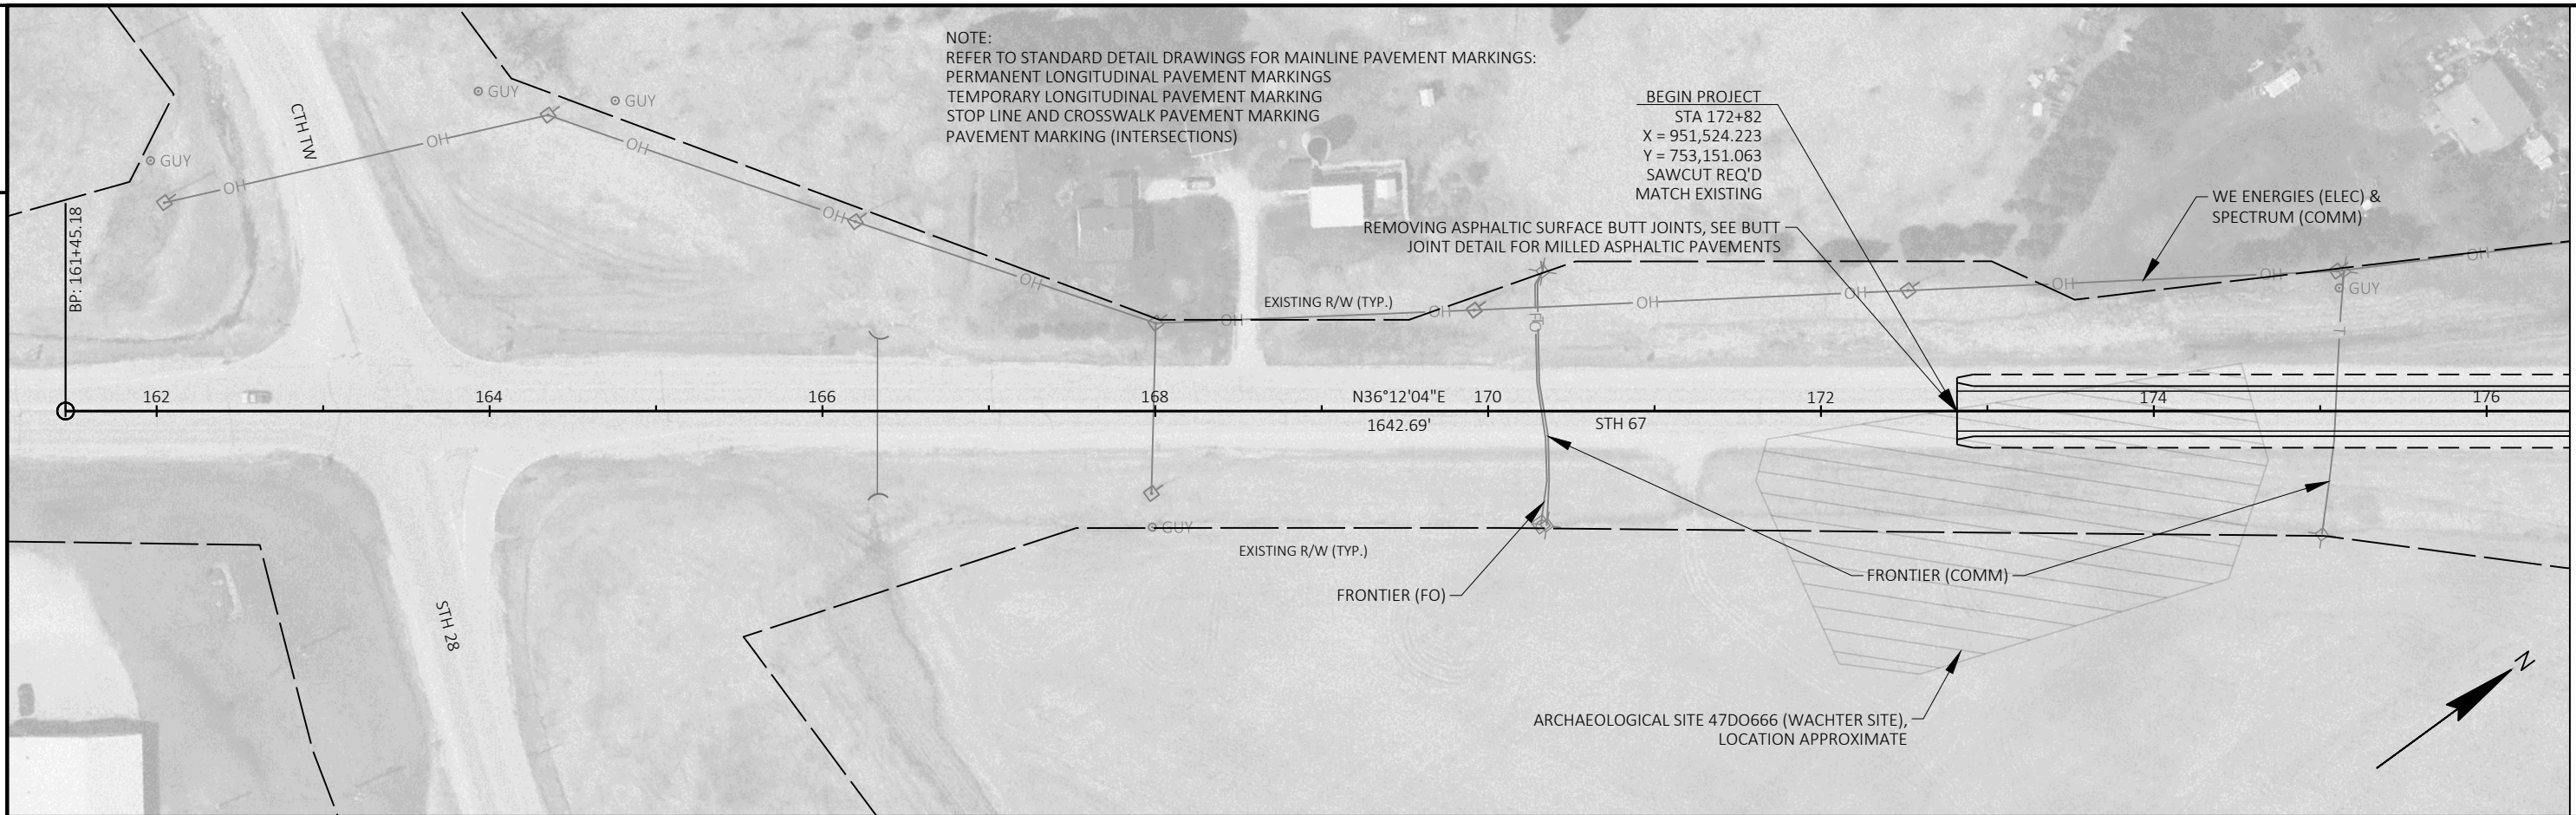 NOTE:
REFER TO STANDARD DETAIL DRAWINGS FOR MAINLINE PAVEMENT MARKINGS:
PERMANENT LONGITUDINAL PAVEMENT MARKINGS
TEMPORARY LONGITUDINAL PAVEMENT MARKING
STOP LINE AND CROSSWALK PAVEMENT MARKING
PAVEMENT MARKING (INTERSECTIONS)
GUY
GUY
GUY
CTH TW
OH
OH
OH
OH
OH
BP: 161+45.18
BEGIN PROJECT
STA 172+82
X = 951,524.223
Y = 753,151.063
SAWCUT REQ'D
MATCH EXISTING
REMOVING ASPHALTIC SURFACE BUTT JOINTS, SEE BUTT
JOINT DETAIL FOR MILLED ASPHALTIC PAVEMENTS
WE ENERGIES (ELEC) &
SPECTRUM (COMM)
EXISTING R/W (TYP.)
OH
OH
OH
OH
OH
OH
OH
GUY
FO
T
162
164
166
168
N36°12'04"E
170
172
174
176
1642.69'
STH 67
GUY
EXISTING R/W (TYP.)
FRONTIER (FO)
FRONTIER (COMM)
STH 28
ARCHAEOLOGICAL SITE 47DO666 (WACHTER SITE),
LOCATION APPROXIMATE
N